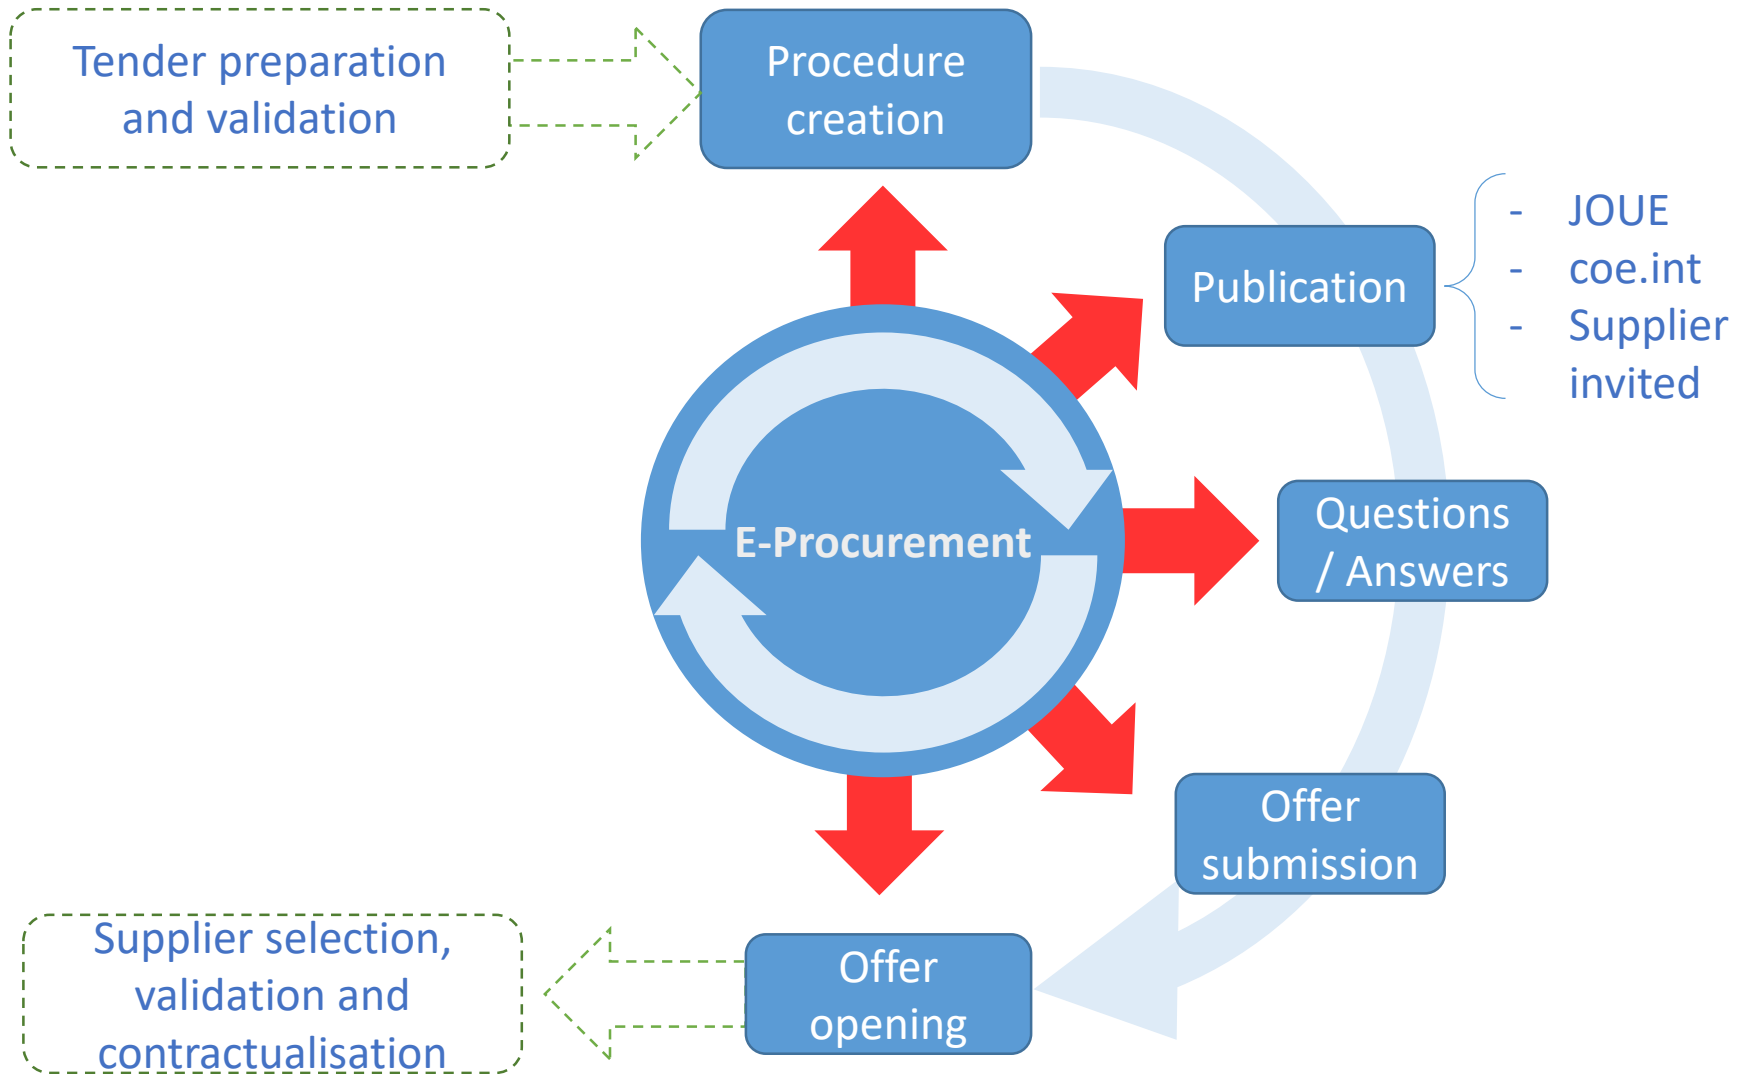 Tender preparation
and validation
Procedure
creation
Publication
- JOUE
- coe.int
- Supplier
invited
Questions
/ Answers
E-Procurement
Offer
submission
Offer
opening
Supplier selection,
validation and
contractualisation